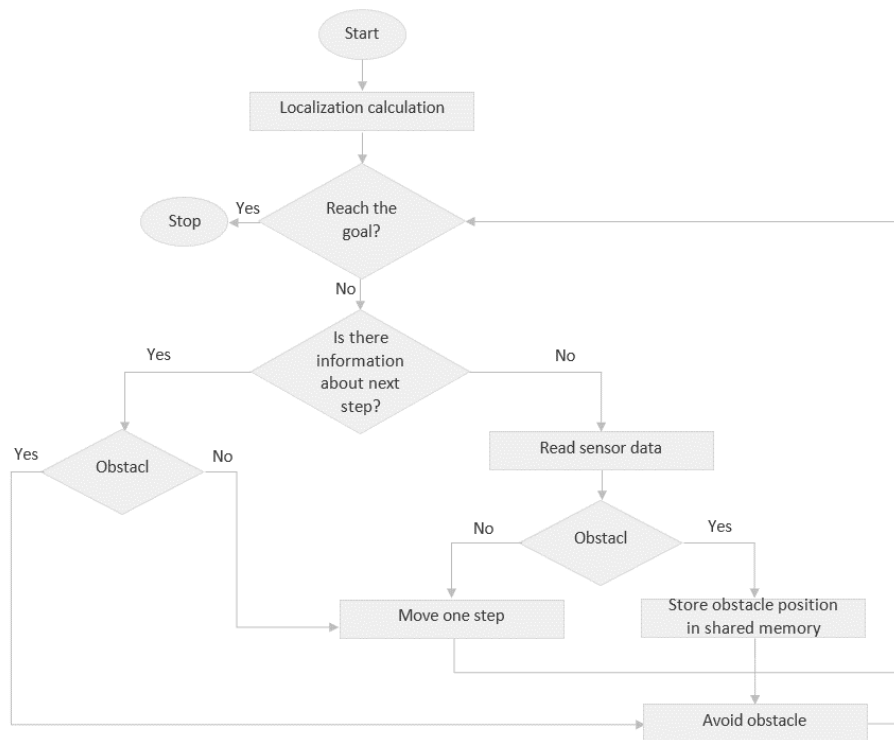 Start
Localization calculation
Reach the
goal?
Yes
Stop
No
Is there
information
about next
step?
Yes
No
Yes
Obstacl
No
Read sensor data
No
Obstacl
Yes
Move one step
Store obstacle position
in shared memory
Avoid obstacle